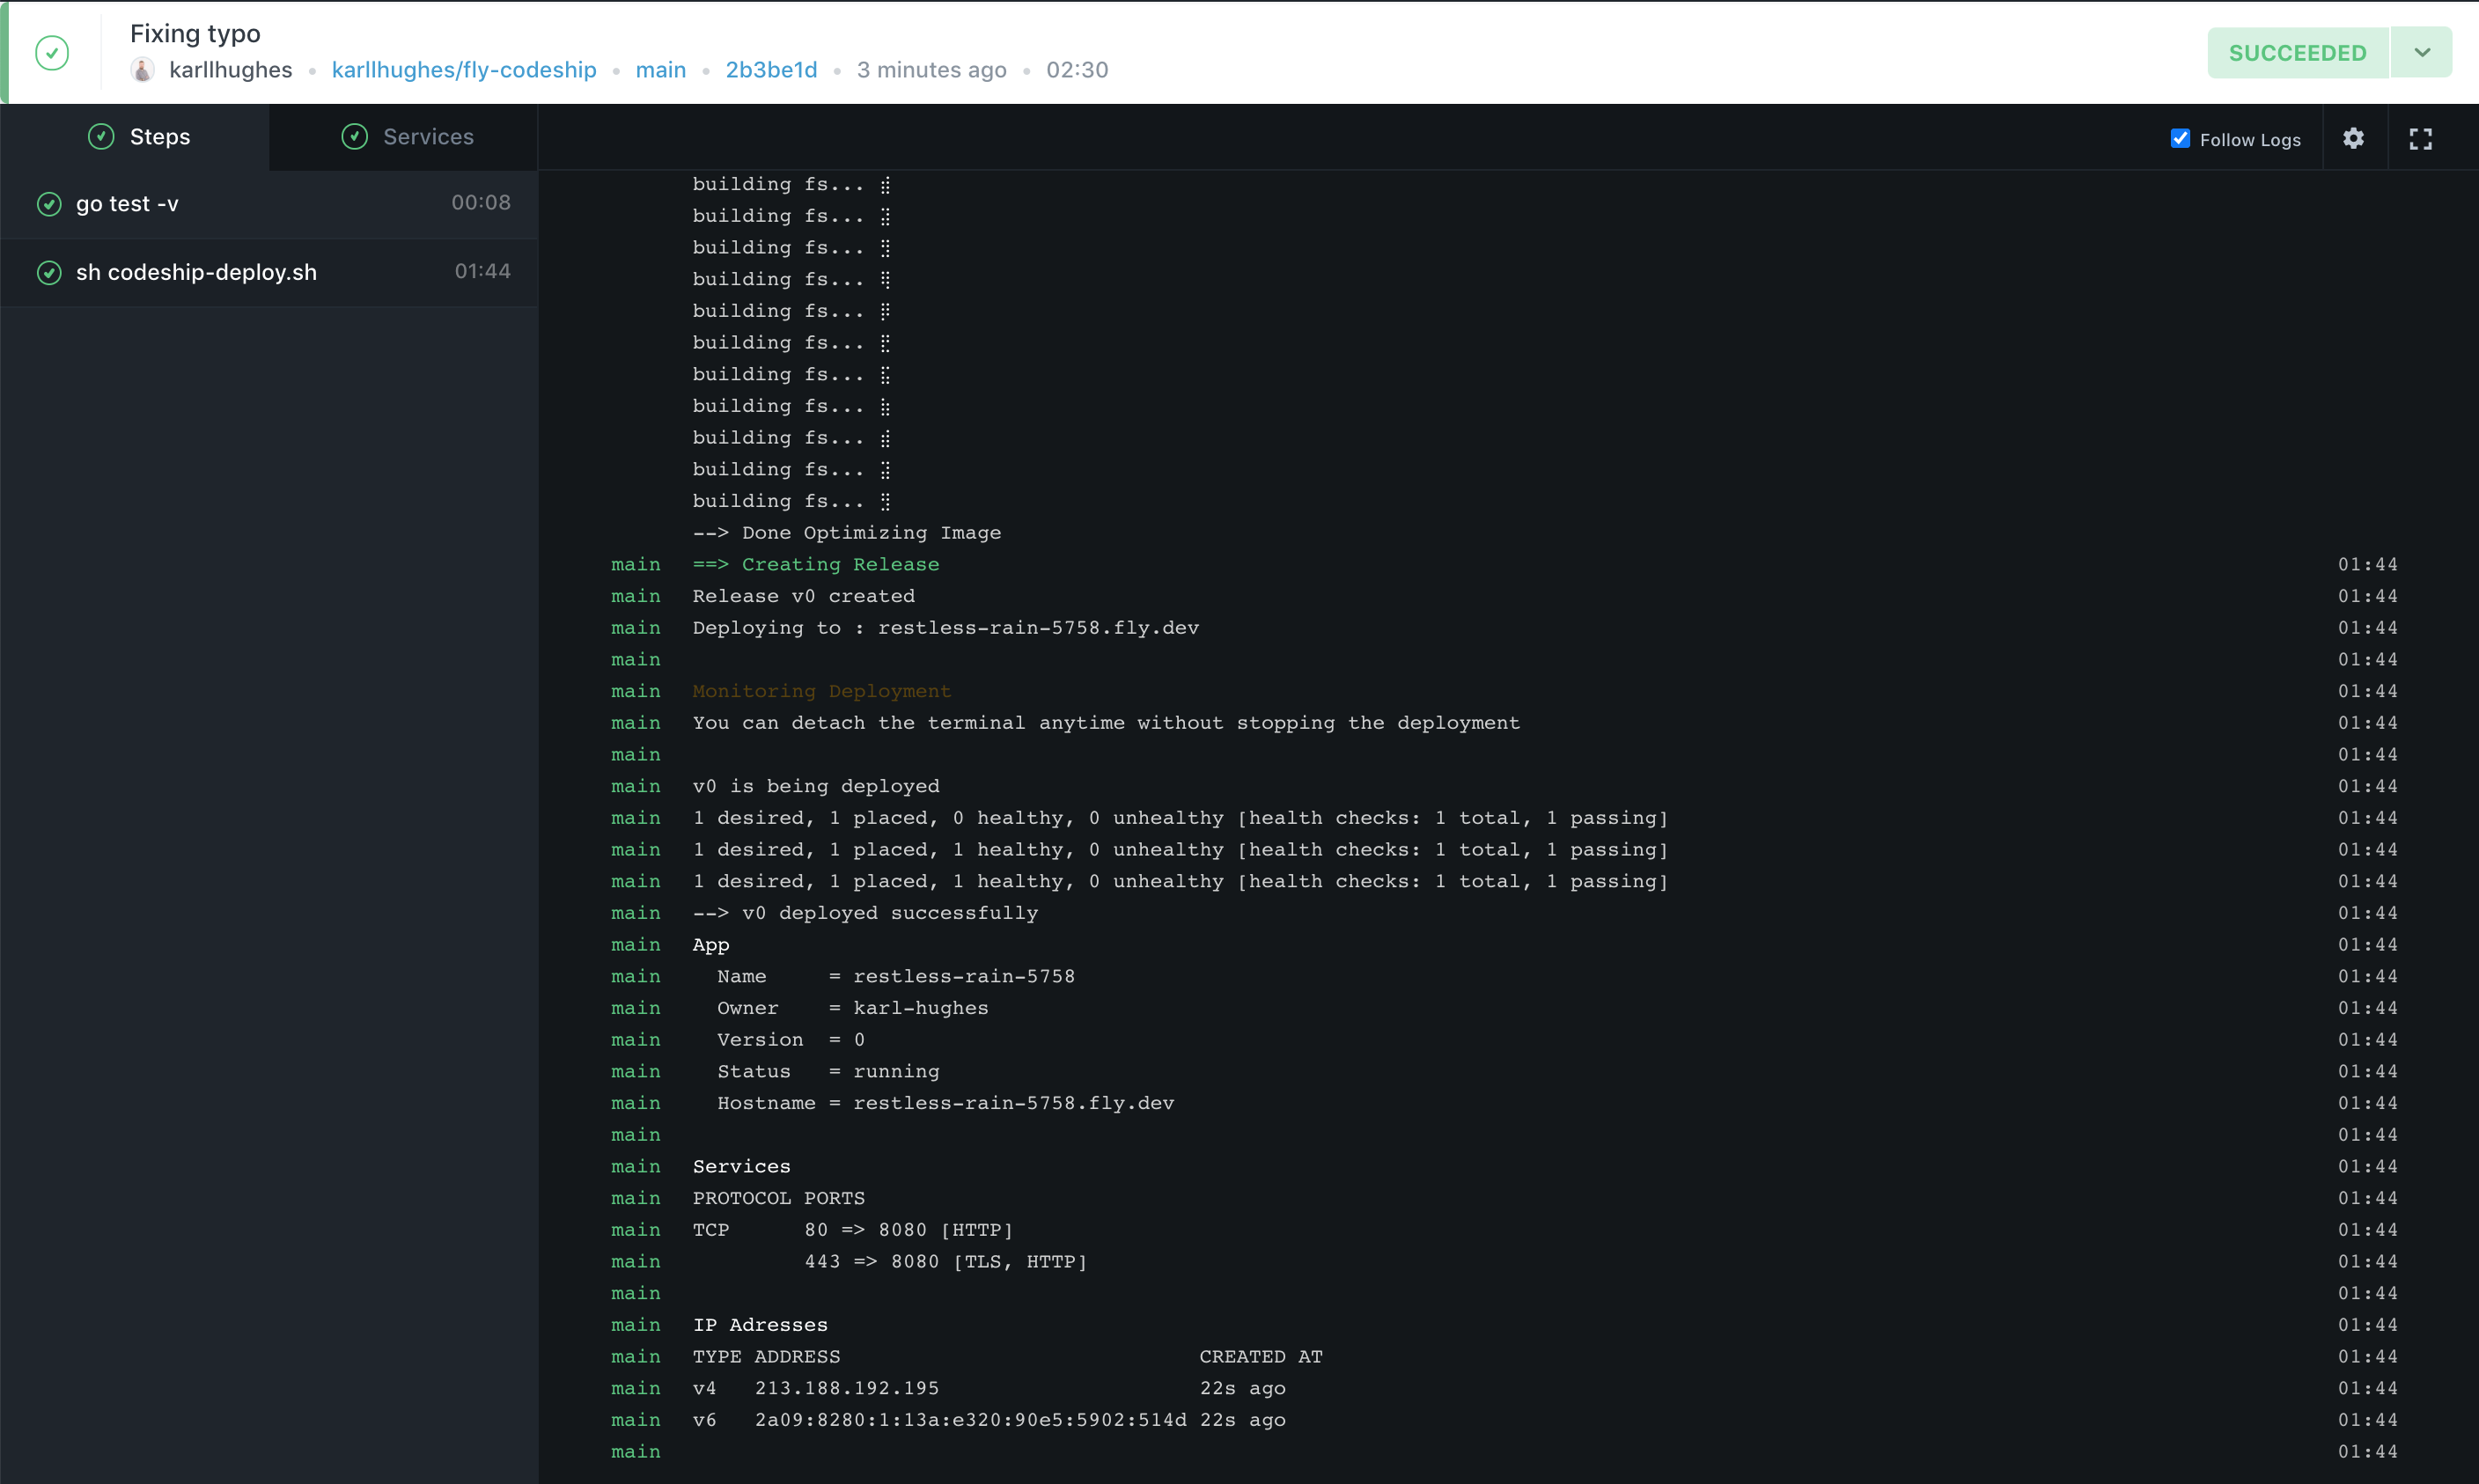 Fixing typo
karllhughes • karllhughes/fly-codeship • main • 2b3be1d • 3 minutes ago • 02:30
SUCCEEDED
Steps
Services
Follow Logs
go test -v 00:08
sh codeship-deploy.sh 01:44
building fs... ⣾
building fs... ⣽
building fs... ⣻
building fs... ⢿
building fs... ⡿
building fs... ⣟
building fs... ⣯
building fs... ⣷
building fs... ⣾
building fs... ⣽
building fs... ⣻
--> Done Optimizing Image
main ==> Creating Release 01:44
main Release v0 created 01:44
main Deploying to : restless-rain-5758.fly.dev 01:44
main 01:44
main Monitoring Deployment 01:44
main You can detach the terminal anytime without stopping the deployment 01:44
main 01:44
main v0 is being deployed 01:44
main 1 desired, 1 placed, 0 healthy, 0 unhealthy [health checks: 1 total, 1 passing] 01:44
main 1 desired, 1 placed, 1 healthy, 0 unhealthy [health checks: 1 total, 1 passing] 01:44
main 1 desired, 1 placed, 1 healthy, 0 unhealthy [health checks: 1 total, 1 passing] 01:44
main --> v0 deployed successfully 01:44
main App 01:44
main Name = restless-rain-5758 01:44
main Owner = karl-hughes 01:44
main Version = 0 01:44
main Status = running 01:44
main Hostname = restless-rain-5758.fly.dev 01:44
main 01:44
main Services 01:44
main PROTOCOL PORTS 01:44
main TCP 80 => 8080 [HTTP] 01:44
main 443 => 8080 [TLS, HTTP] 01:44
main 01:44
main IP Adresses 01:44
main TYPE ADDRESS CREATED AT 01:44
main v4 213.188.192.195 22s ago 01:44
main v6 2a09:8280:1:13a:e320:90e5:5902:514d 22s ago 01:44
main 01:44